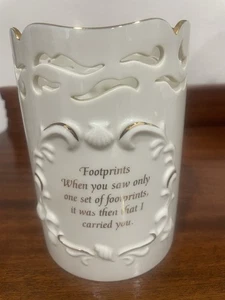 Footprints
When you saw only
one set of footprints,
it was then that I
carried you.